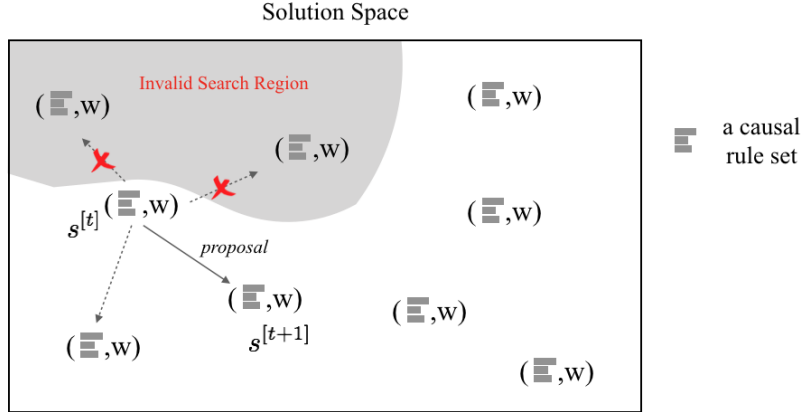 Solution Space
Invalid Search Region
( ,w)
( ,w)
( ,w)
a causal
rule set
( ,w)
s^[t]
( ,w)
proposal
( ,w)
( ,w)
s^[t+1]
( ,w)
( ,w)